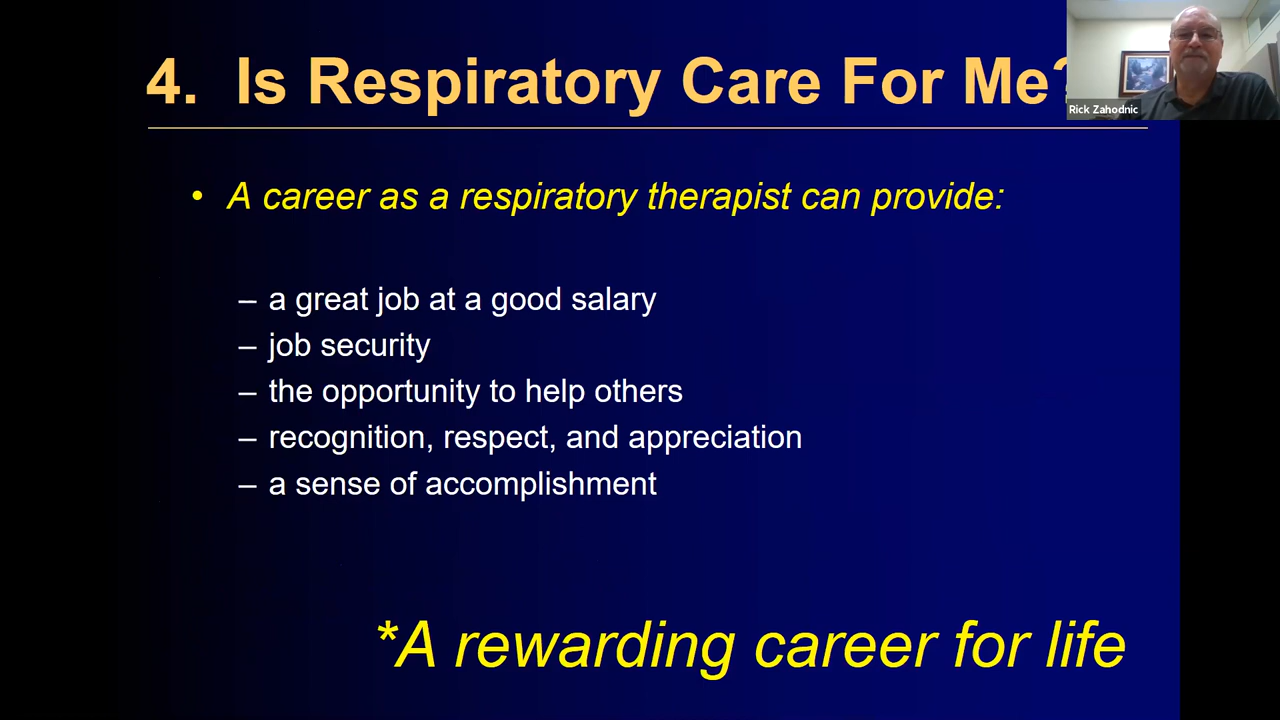 4. Is Respiratory Care For Me?
Rick Zahodnic
• A career as a respiratory therapist can provide:
– a great job at a good salary
– job security
– the opportunity to help others
– recognition, respect, and appreciation
– a sense of accomplishment
*A rewarding career for life